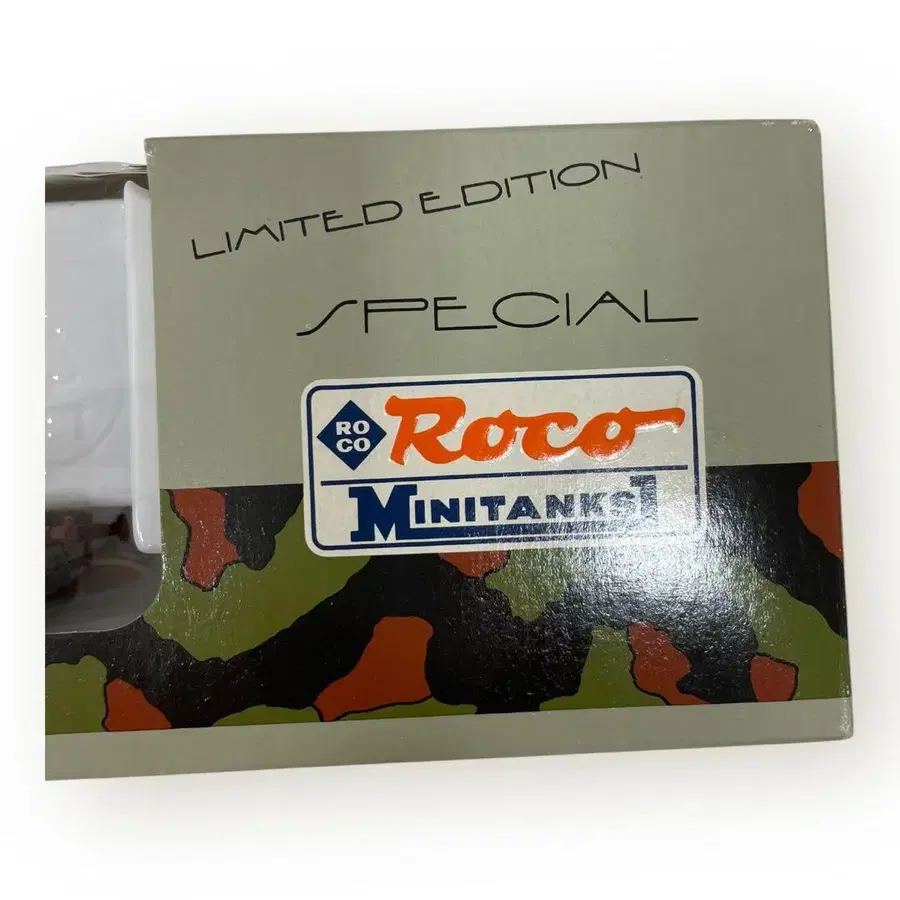 LIMITED EDITION
SPECIAL
RO
CO
Roco
MINITANKS